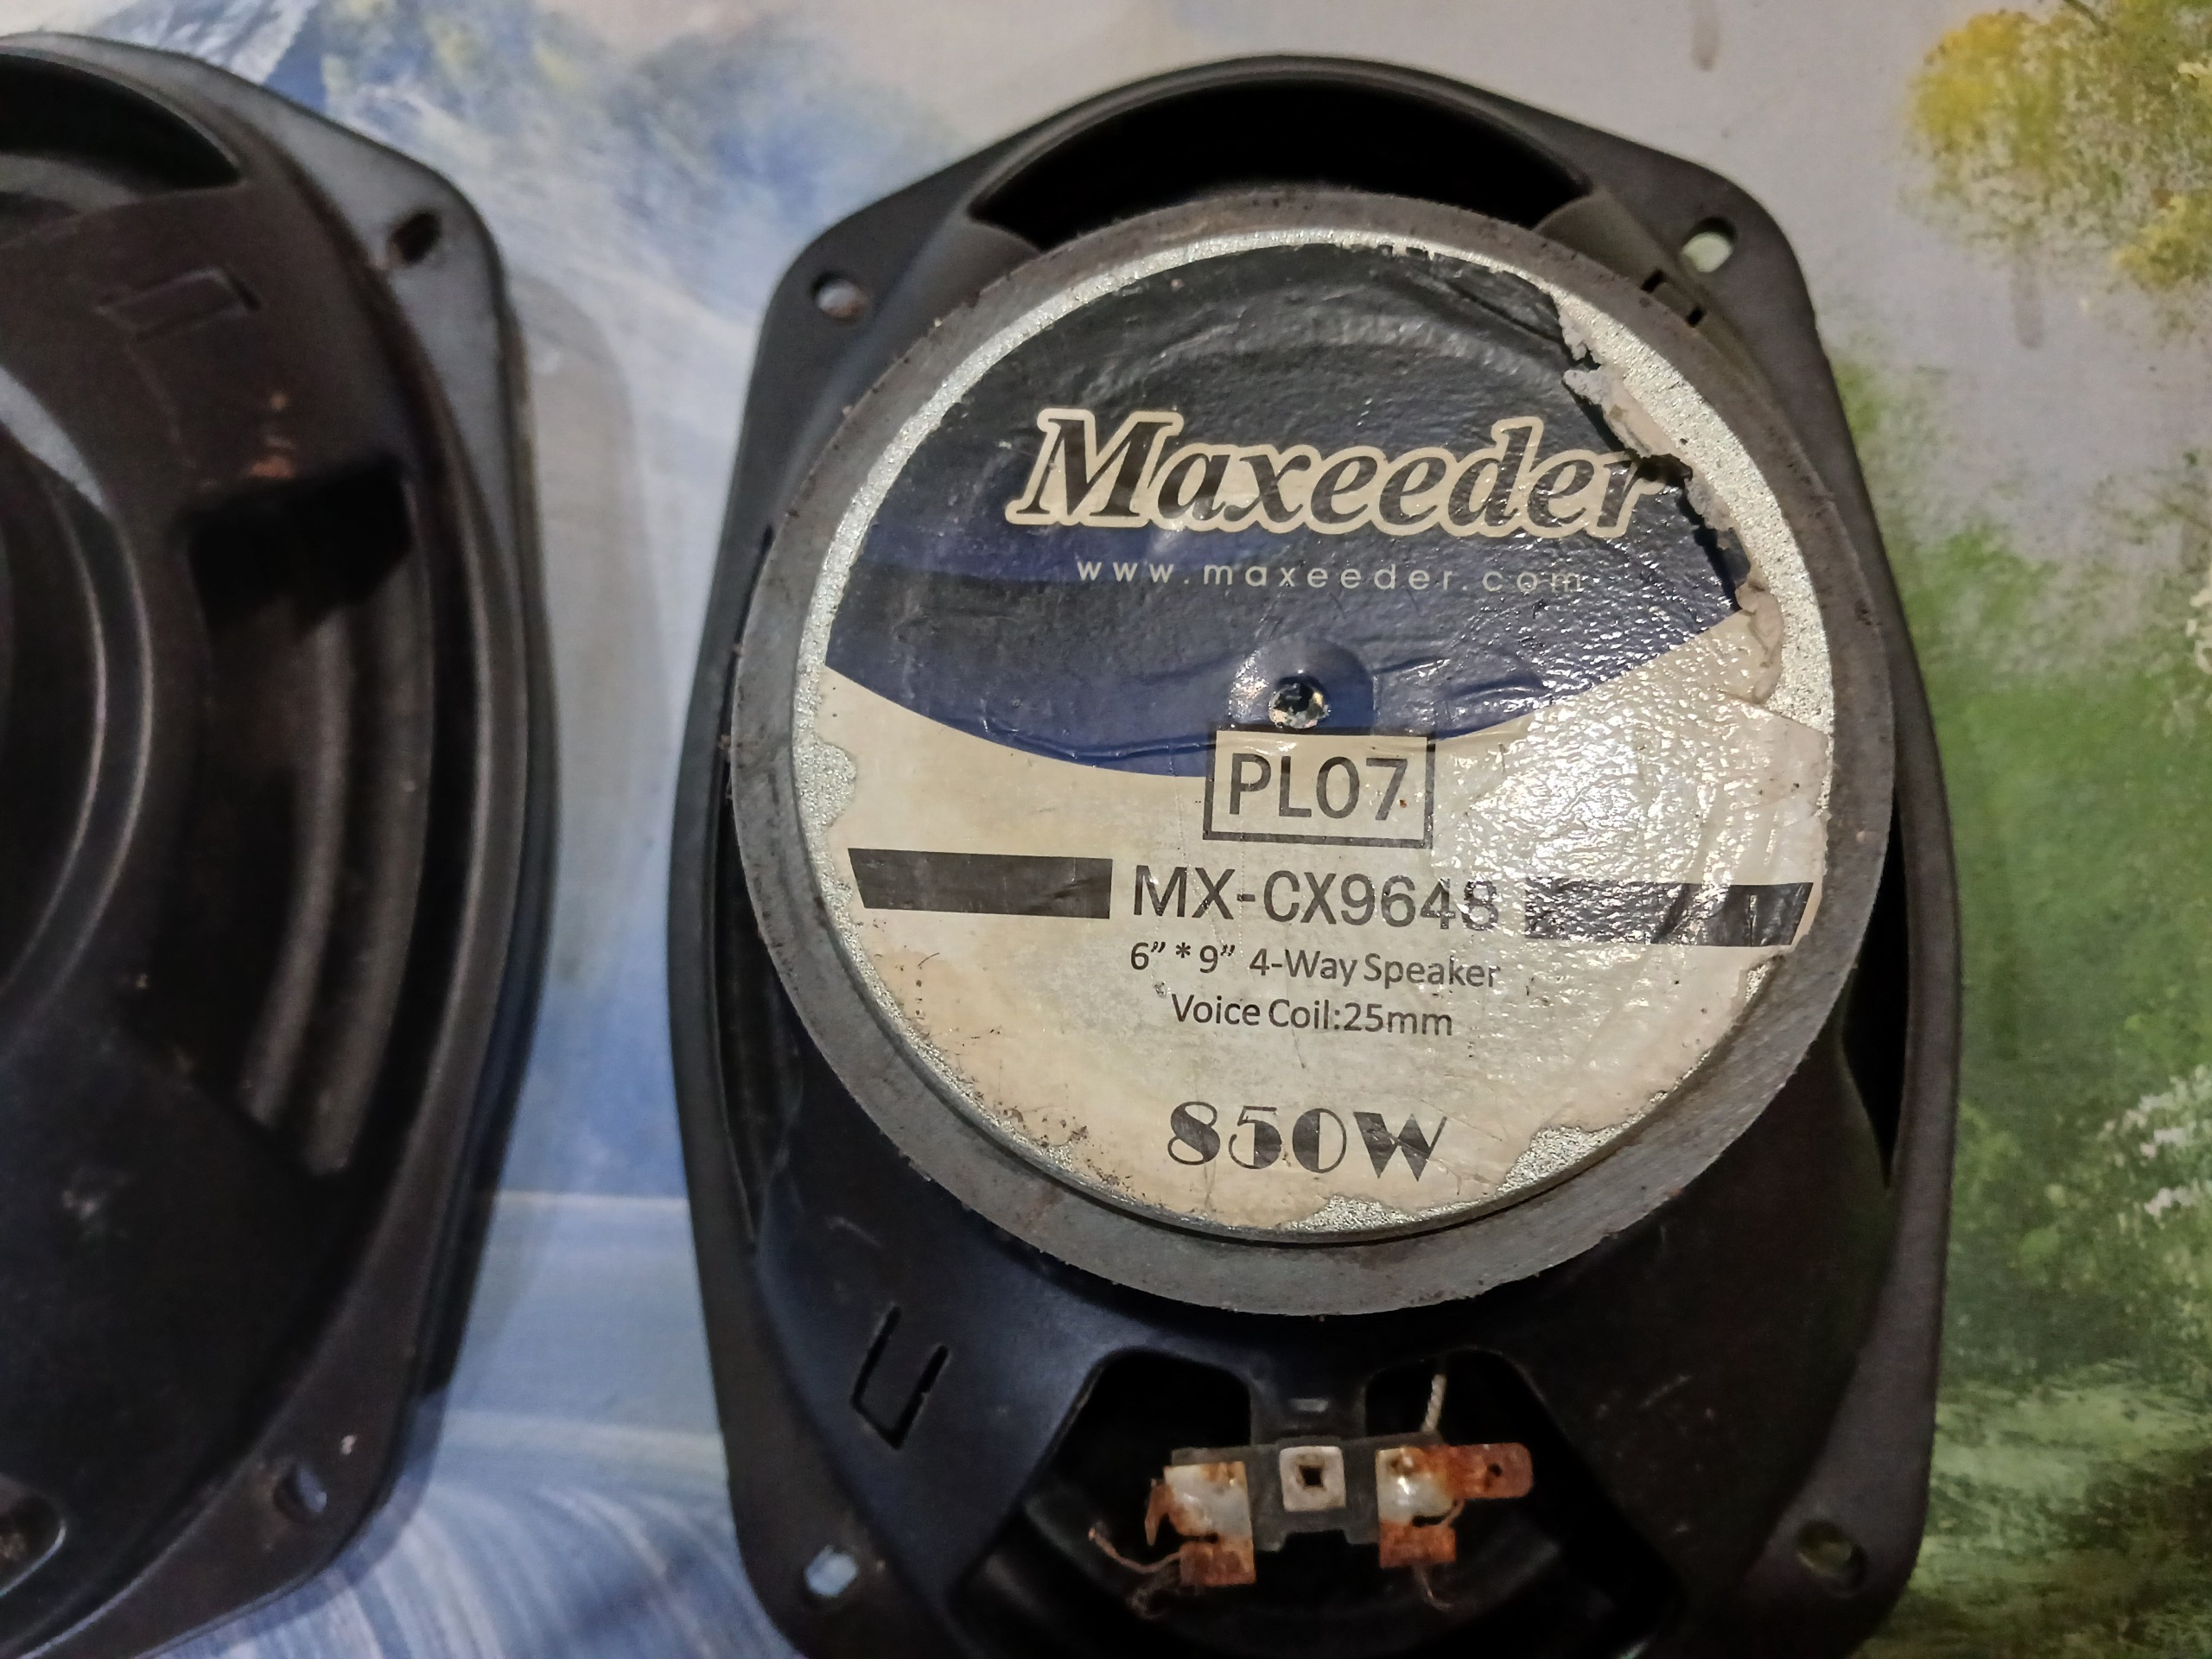 Maxeeder
www.maxeeder.com
PL07
MX-CX9648
6” * 9” 4-Way Speaker
Voice Coil:25mm
850W